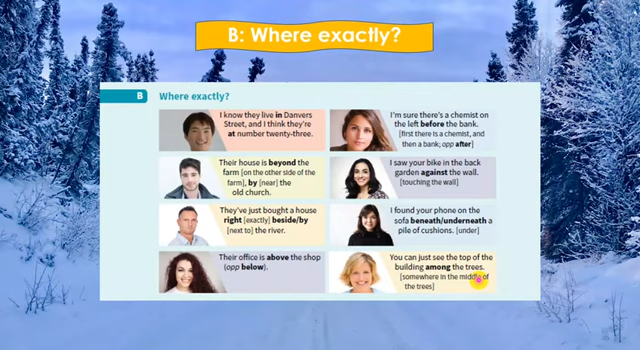 B: Where exactly?
B
Where exactly?
I know they live in Danvers
Street, and I think they're
at number twenty-three.
I'm sure there's a chemist on
the left before the bank.
[first there is a chemist, and
then a bank; opp after]
Their house is beyond the
farm [on the other side of the
farm], by [near] the
old church.
I saw your bike in the back
garden against the wall.
[touching the wall]
They've just bought a house
right [exactly] beside/by
[next to] the river.
I found your phone on the
sofa beneath/underneath a
pile of cushions. [under]
Their office is above the shop
(opp below).
You can just see the top of the
building among the trees.
[somewhere in the middle of
the trees]